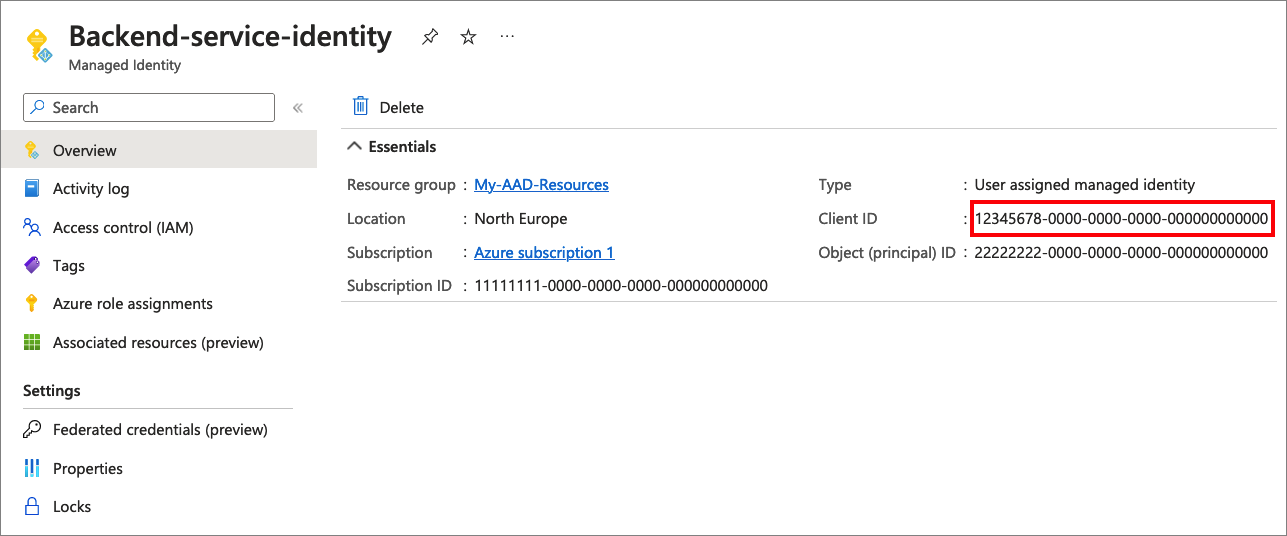 Backend-service-identity
Managed Identity
Search
Overview
Activity log
Access control (IAM)
Tags
Azure role assignments
Associated resources (preview)
Settings
Federated credentials (preview)
Properties
Locks
Delete
Essentials
Resource group : My-AAD-Resources
Location : North Europe
Subscription : Azure subscription 1
Subscription ID : 11111111-0000-0000-0000-000000000000
Type : User assigned managed identity
Client ID : 12345678-0000-0000-0000-000000000000
Object (principal) ID : 22222222-0000-0000-0000-000000000000